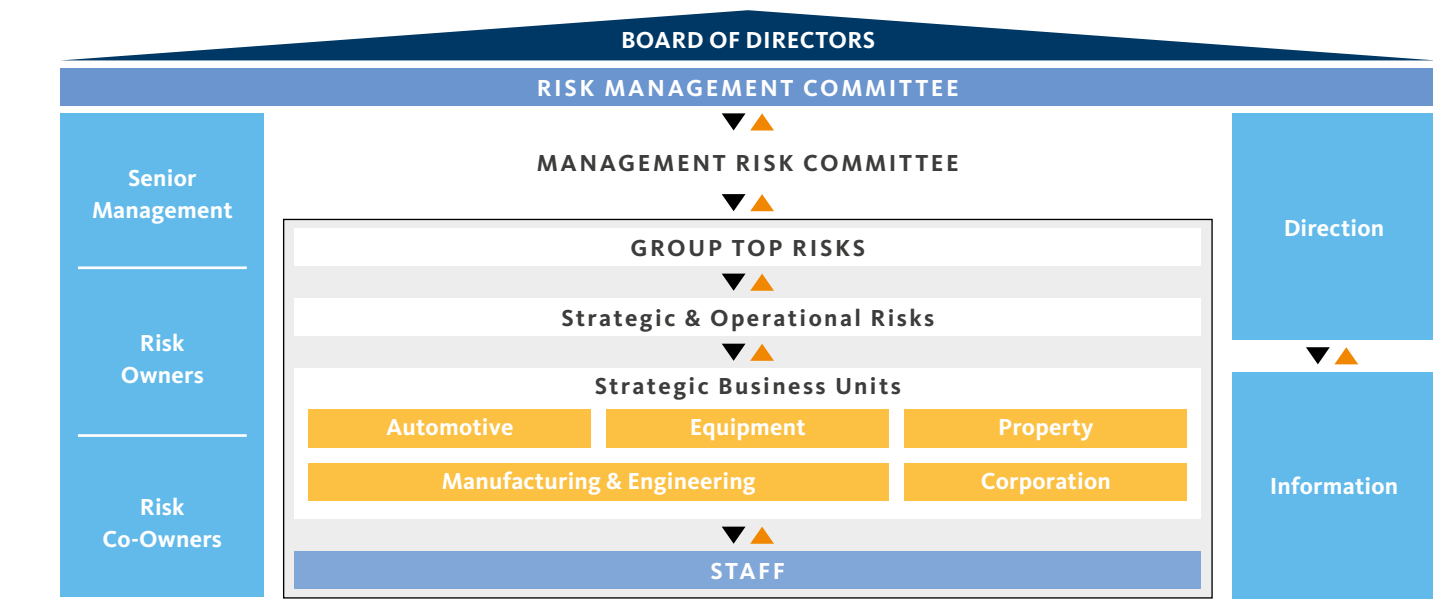 BOARD OF DIRECTORS
RISK MANAGEMENT COMMITTEE
Senior
Management
Risk
Owners
Risk
Co-Owners
MANAGEMENT RISK COMMITTEE
GROUP TOP RISKS
Strategic & Operational Risks
Strategic Business Units
Automotive
Equipment
Property
Manufacturing & Engineering
Corporation
STAFF
Direction
Information